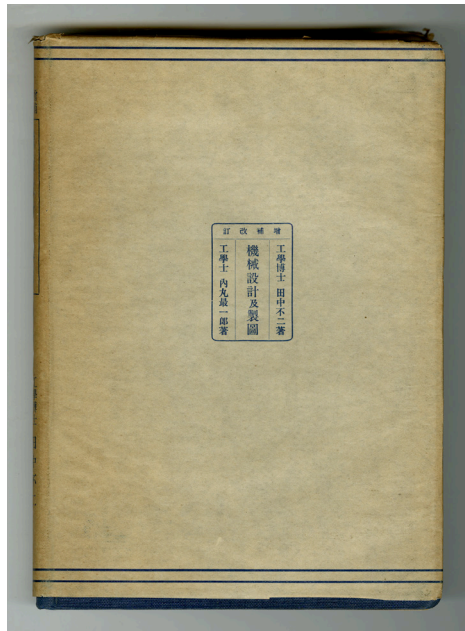 增補改訂
工學博士 田中不二著
機械設計及製圖
工學士 內丸最一郎著